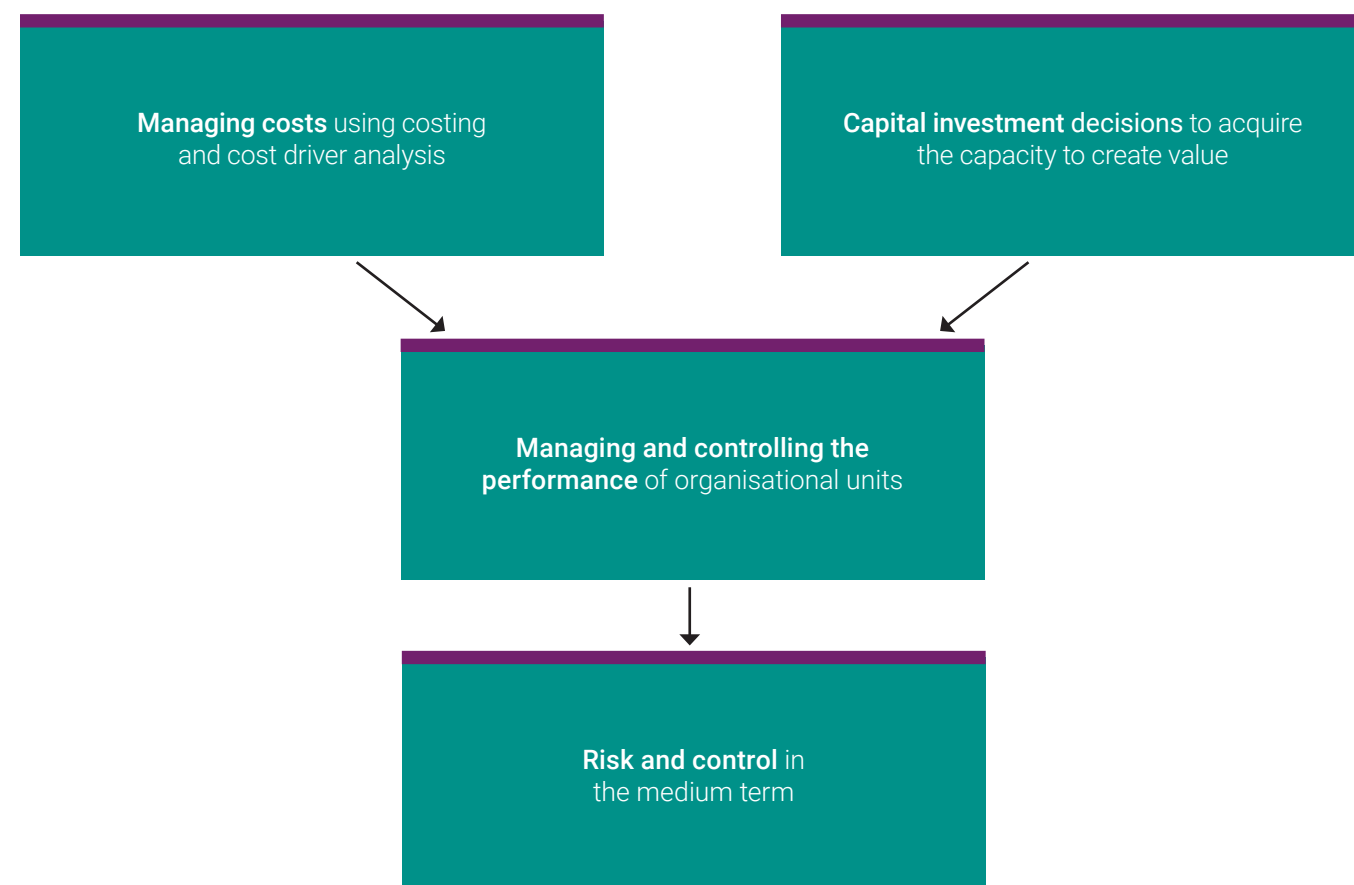 Managing costs using costing
and cost driver analysis
Capital investment decisions to acquire
the capacity to create value
Managing and controlling the
performance of organisational units
Risk and control in
the medium term